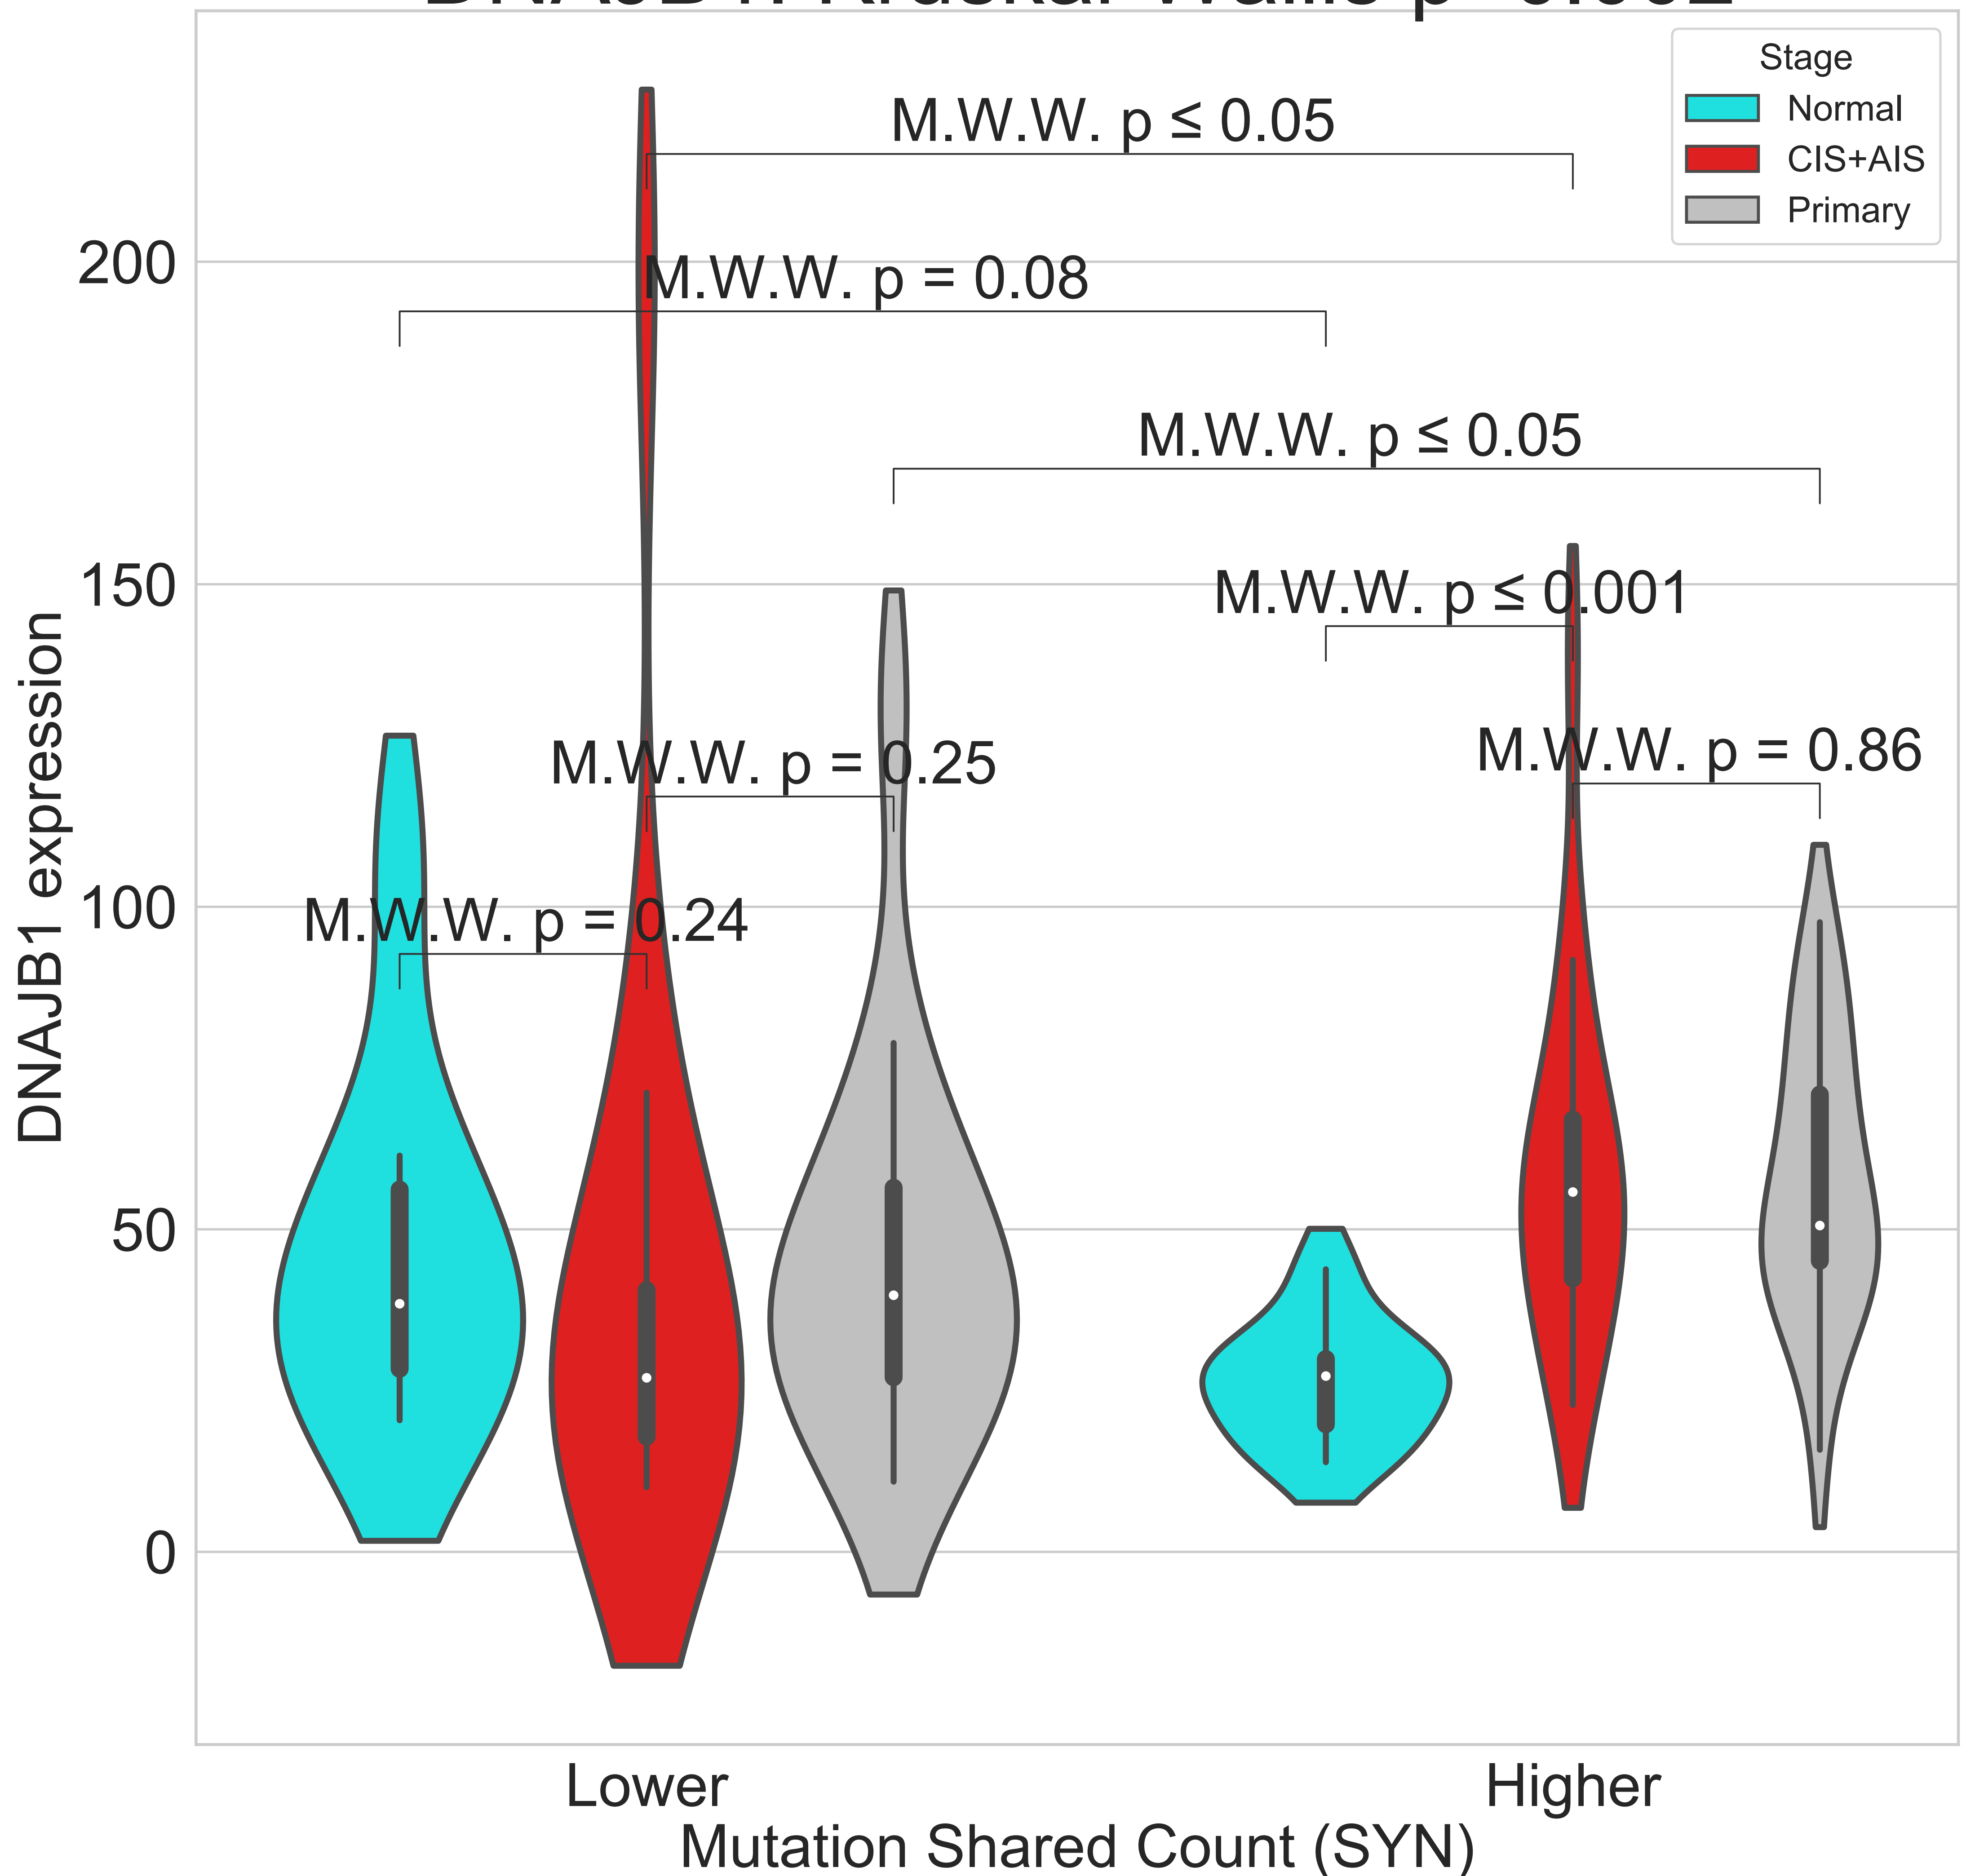 Stage
Normal
CIS+AIS
Primary
M.W.W. p ≤ 0.05
M.W.W. p = 0.08
M.W.W. p ≤ 0.05
M.W.W. p ≤ 0.001
M.W.W. p = 0.25
M.W.W. p = 0.86
M.W.W. p = 0.24
200
150
100
50
0
DNAJB1 expression
Lower
Higher
Mutation Shared Count (SYN)